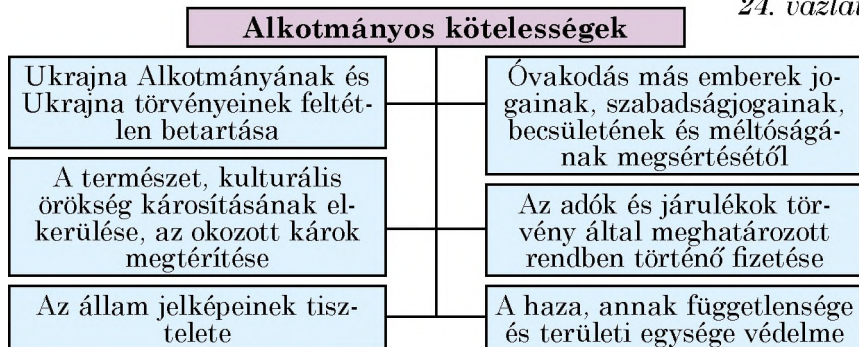 24. vázlat
Alkotmányos kötelességek
Ukrajna Alkotmányának és
Ukrajna törvényeinek feltét-
len betartása
Óvakodás más emberek jo-
gainak, szabadságjogainak,
becsületének és méltóságá-
nak megsértésétől
A természet, kulturális
örökség károsításának el-
kerülése, az okozott károk
megtérítése
Az adók és járulékok tör-
vény által meghatározott
rendben történő fizetése
Az állam jelképeinek tisz-
telete
A haza, annak függetlensége
és területi egysége védelme